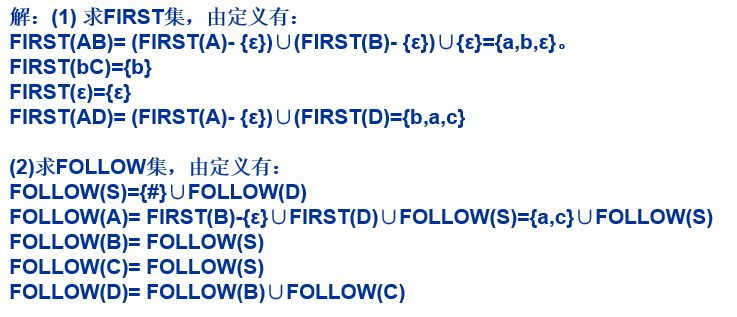 解：(1) 求FIRST集，由定义有：
FIRST(AB)= (FIRST(A)- {ε})∪(FIRST(B)- {ε})∪{ε}={a,b,ε}。
FIRST(bC)={b}
FIRST(ε)={ε}
FIRST(AD)= (FIRST(A)- {ε})∪(FIRST(D)={b,a,c}
(2)求FOLLOW集，由定义有：
FOLLOW(S)={#}∪FOLLOW(D)
FOLLOW(A)= FIRST(B)-{ε}∪FIRST(D)∪FOLLOW(S)={a,c}∪FOLLOW(S)
FOLLOW(B)= FOLLOW(S)
FOLLOW(C)= FOLLOW(S)
FOLLOW(D)= FOLLOW(B)∪FOLLOW(C)